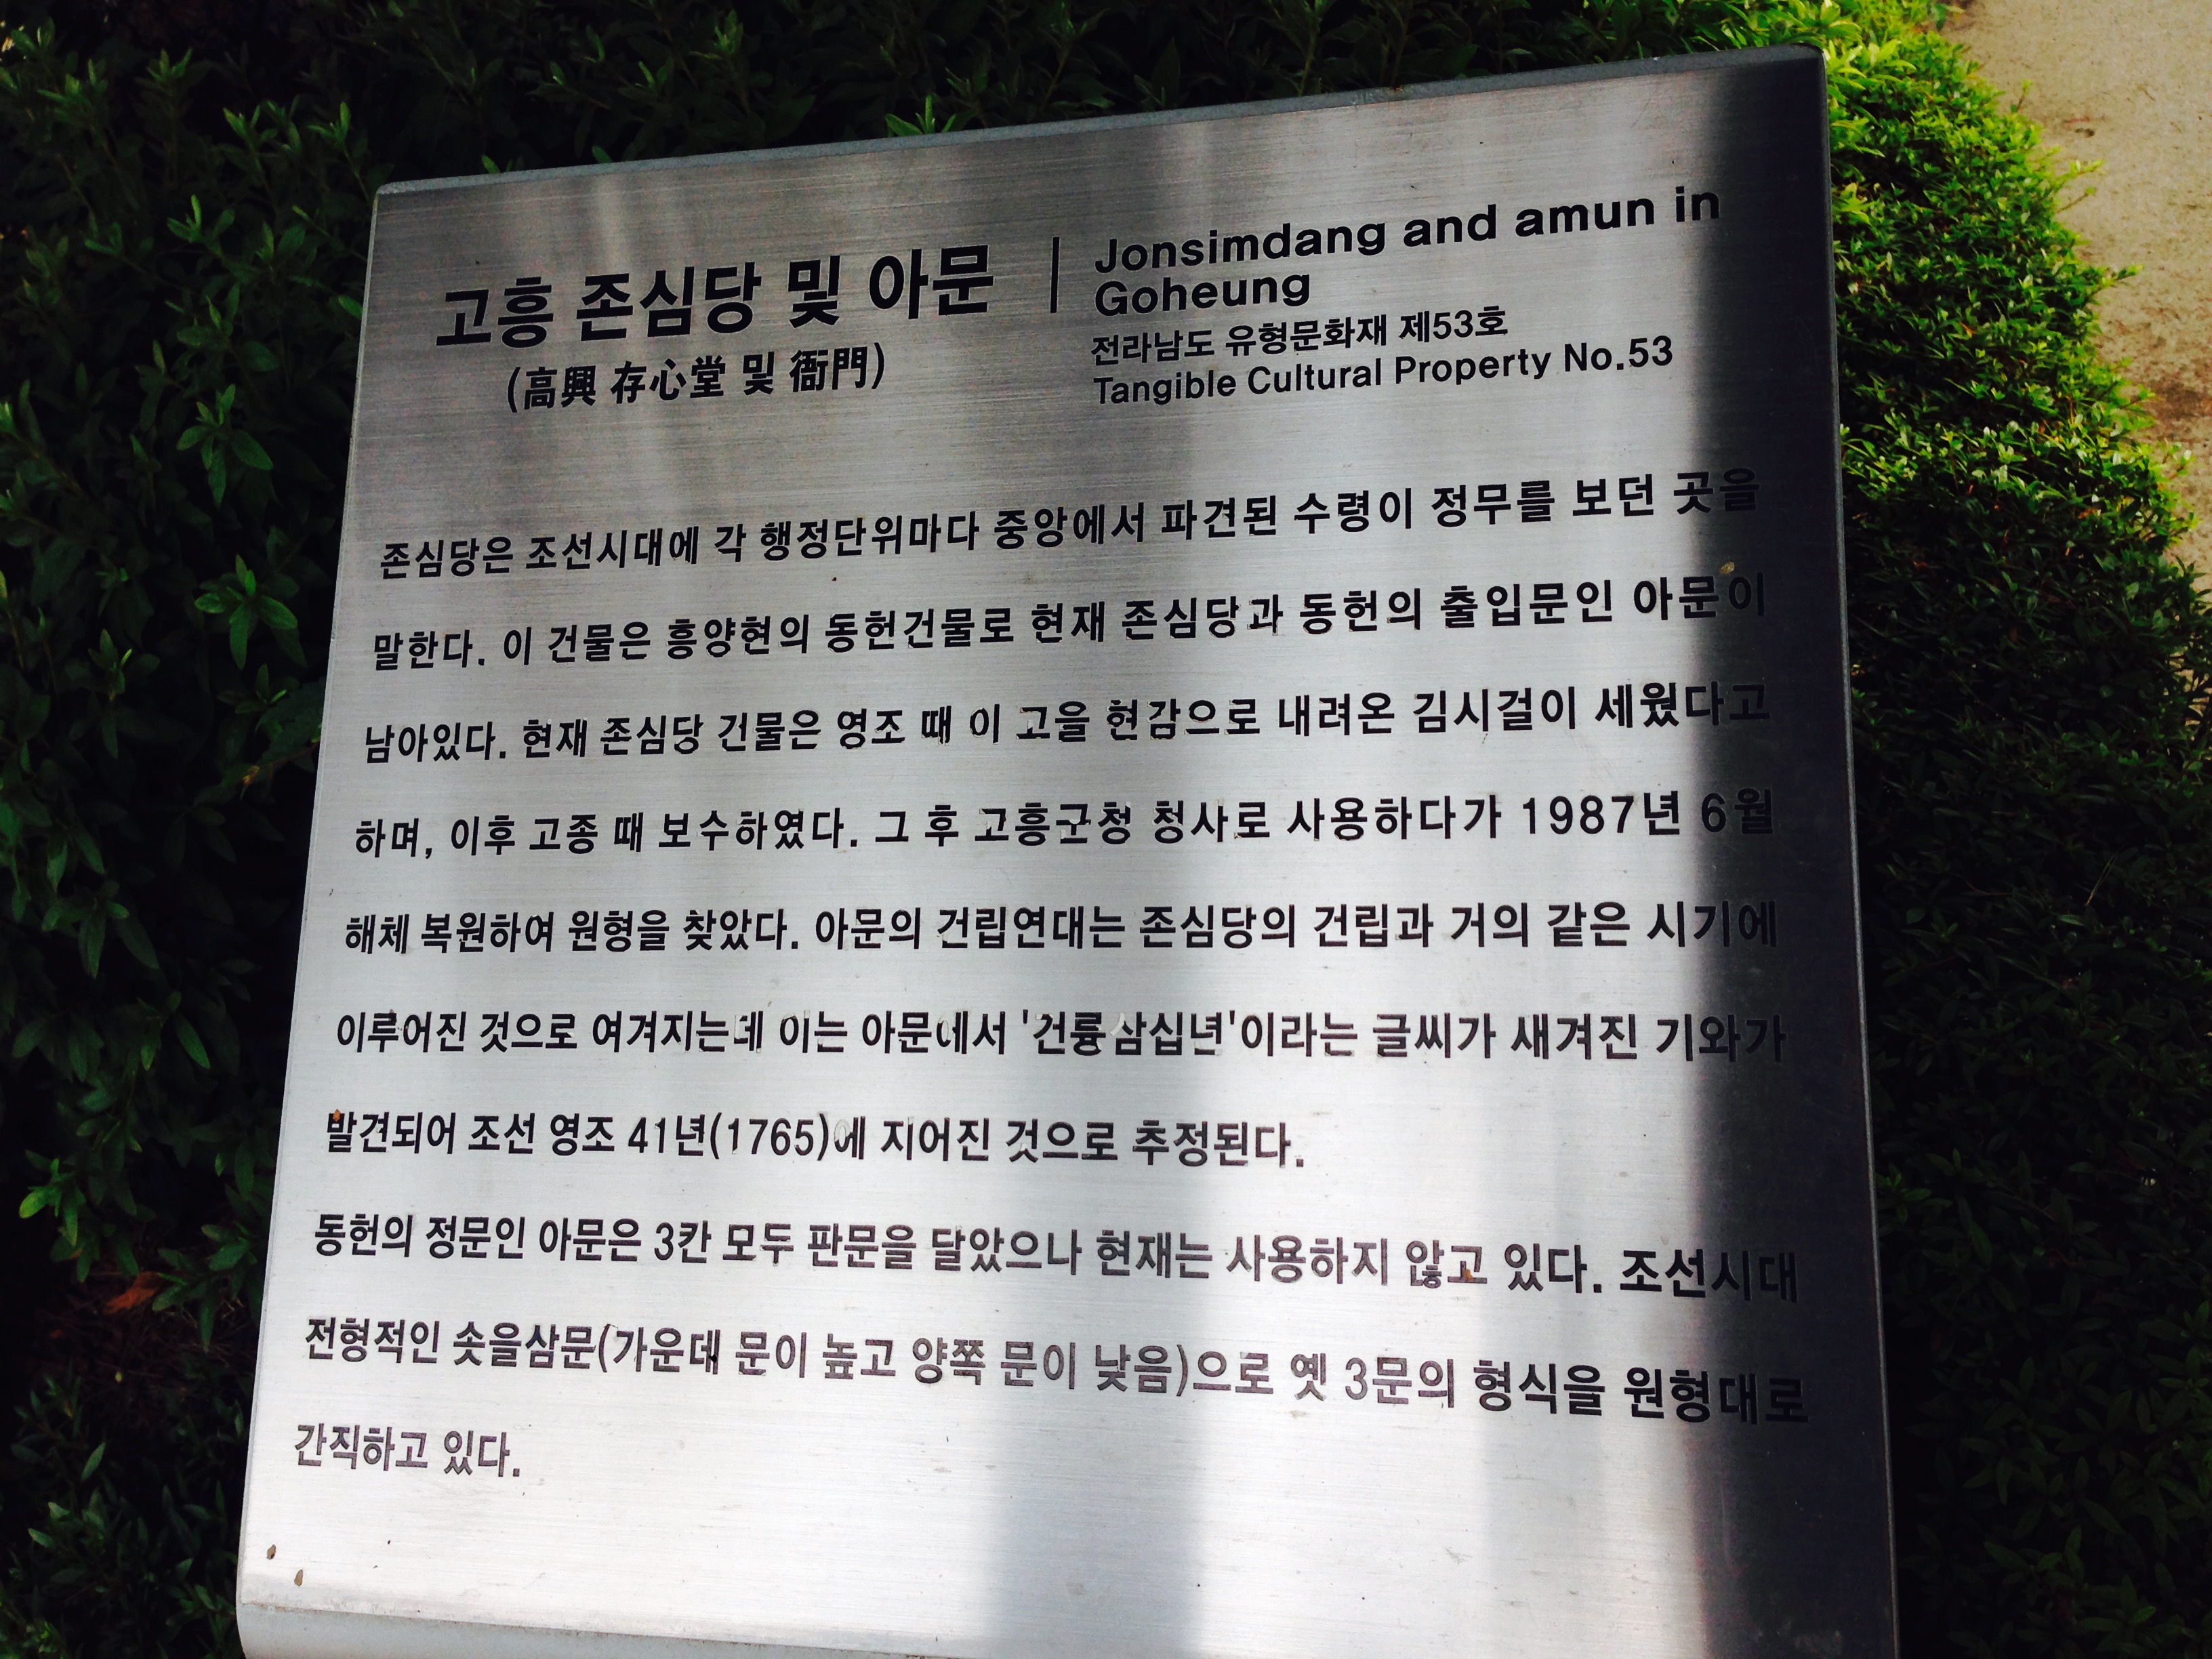 고흥 존심당 및 아문
(高興 存心堂 및 衙門)
Jonsimdang and amun in
Goheung
전라남도 유형문화재 제53호
Tangible Cultural Property No.53
존심당은 조선시대에 각 행정단위마다 중앙에서 파견된 수령이 정무를 보던 곳을
말한다. 이 건물은 흥양현의 동헌건물로 현재 존심당과 동헌의 출입문인 아문이
남아있다. 현재 존심당 건물은 영조 때 이 고을 현감으로 내려온 김시걸이 세웠다고
하며, 이후 고종 때 보수하였다. 그 후 고흥군청 청사로 사용하다가 1987년 6월
해체 복원하여 원형을 찾았다. 아문의 건립연대는 존심당의 건립과 거의 같은 시기에
이루어진 것으로 여겨지는데 이는 아문에서 '건륭삼십년'이라는 글씨가 새겨진 기와가
발견되어 조선 영조 41년(1765)에 지어진 것으로 추정된다.
동헌의 정문인 아문은 3칸 모두 판문을 달았으나 현재는 사용하지 않고 있다. 조선시대
전형적인 솟을삼문(가운데 문이 높고 양쪽 문이 낮음)으로 옛 3문의 형식을 원형대로
간직하고 있다.